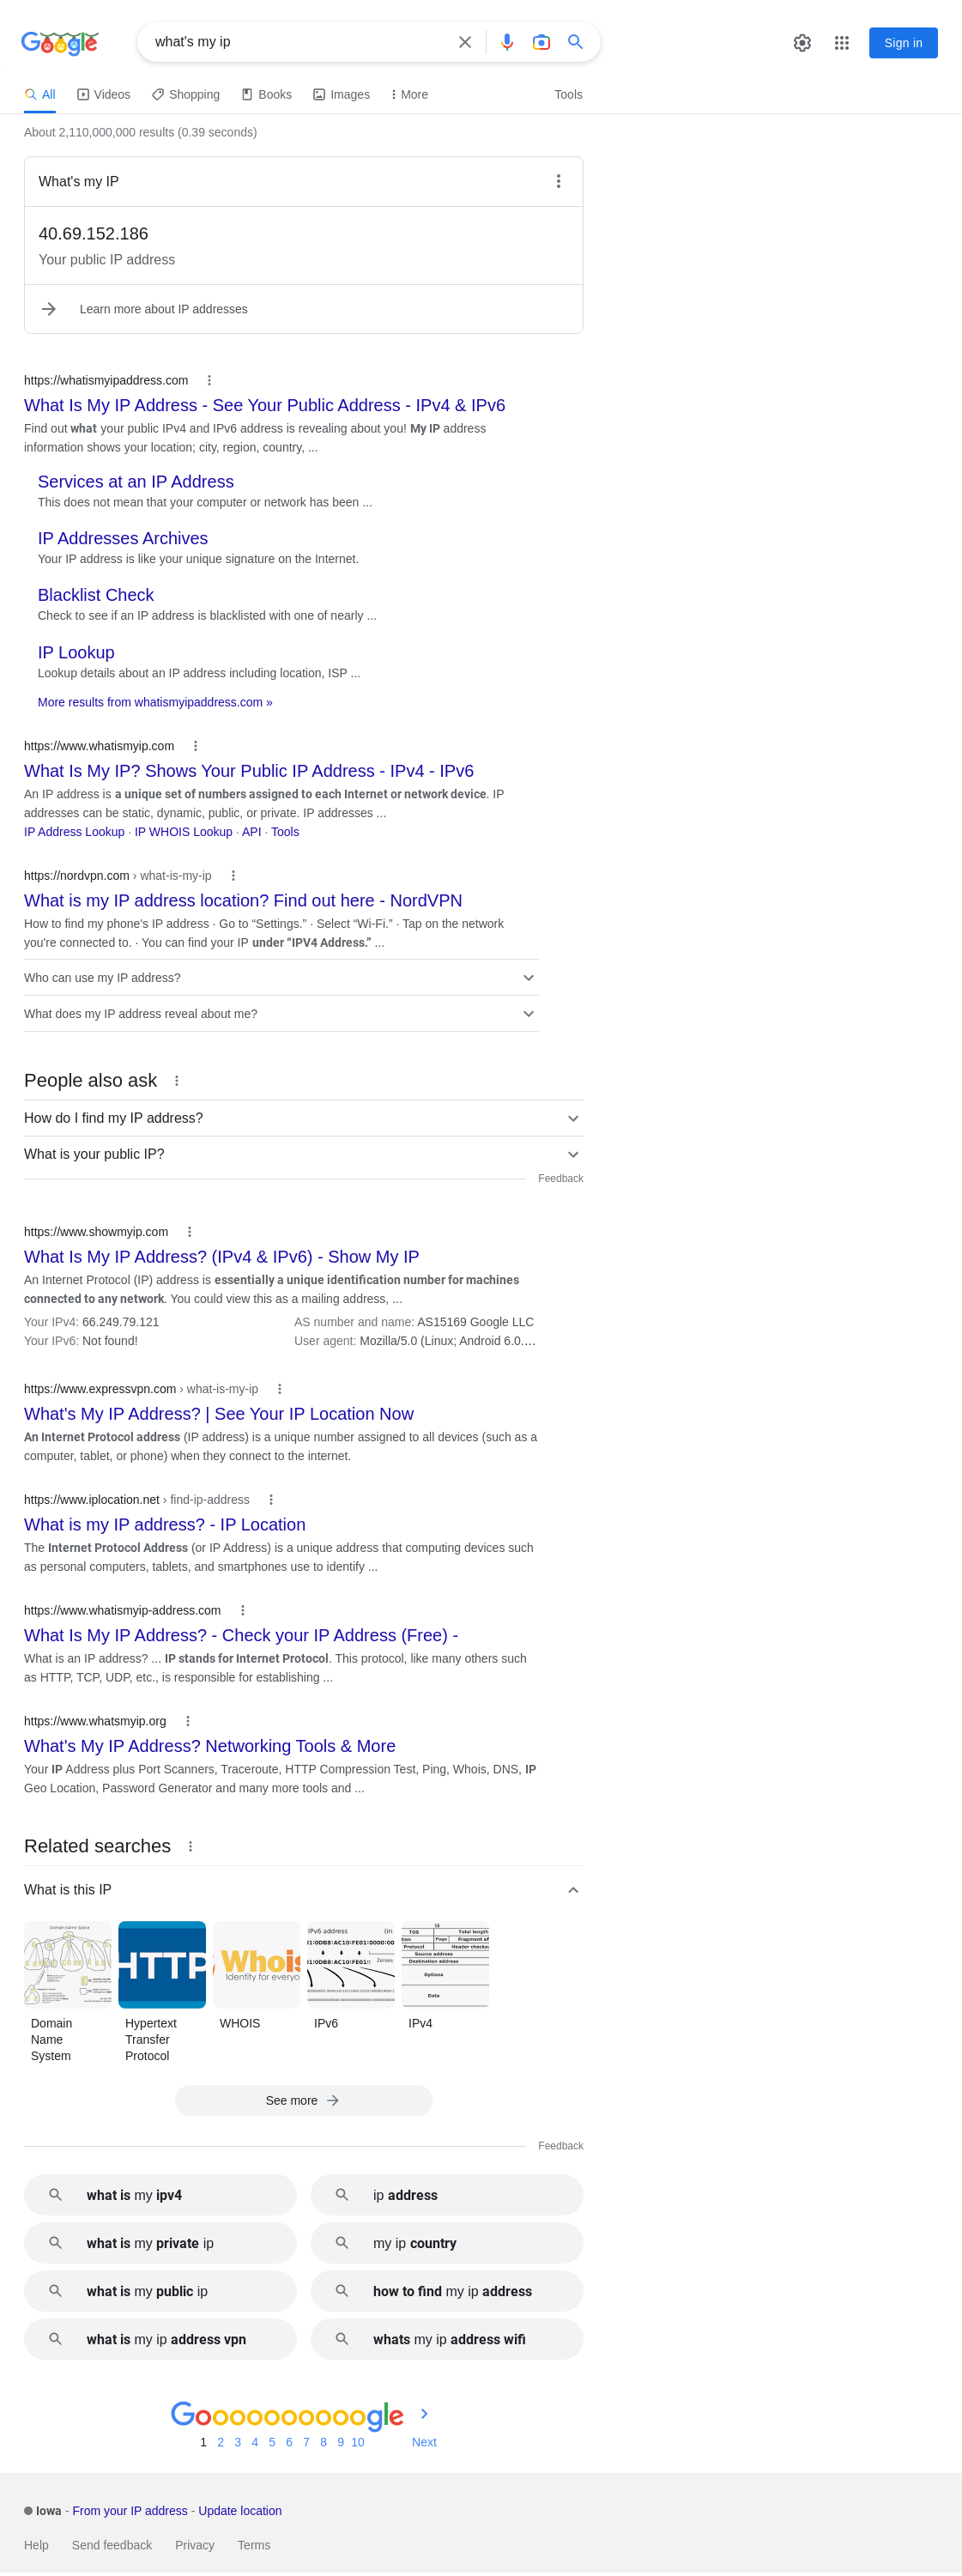 Google
what's my ip
Sign in
All
Videos
Shopping
Books
Images
More
Tools
About 2,110,000,000 results (0.39 seconds)
What's my IP
40.69.152.186
Your public IP address
Learn more about IP addresses
https://whatismyipaddress.com
What Is My IP Address - See Your Public Address - IPv4 & IPv6
Find out what your public IPv4 and IPv6 address is revealing about you! My IP address
information shows your location; city, region, country, ...
Services at an IP Address
This does not mean that your computer or network has been ...
IP Addresses Archives
Your IP address is like your unique signature on the Internet.
Blacklist Check
Check to see if an IP address is blacklisted with one of nearly ...
IP Lookup
Lookup details about an IP address including location, ISP ...
More results from whatismyipaddress.com »
https://www.whatismyip.com
What Is My IP? Shows Your Public IP Address - IPv4 - IPv6
An IP address is a unique set of numbers assigned to each Internet or network device. IP
addresses can be static, dynamic, public, or private. IP addresses ...
IP Address Lookup · IP WHOIS Lookup · API · Tools
https://nordvpn.com › what-is-my-ip
What is my IP address location? Find out here - NordVPN
How to find my phone's IP address · Go to “Settings.” · Select “Wi-Fi.” · Tap on the network
you're connected to. · You can find your IP under “IPV4 Address.” ...
Who can use my IP address?
What does my IP address reveal about me?
People also ask
How do I find my IP address?
What is your public IP?
Feedback
https://www.showmyip.com
What Is My IP Address? (IPv4 & IPv6) - Show My IP
An Internet Protocol (IP) address is essentially a unique identification number for machines
connected to any network. You could view this as a mailing address, ...
Your IPv4: 66.249.79.121
AS number and name: AS15169 Google LLC
Your IPv6: Not found!
User agent: Mozilla/5.0 (Linux; Android 6.0....
https://www.expressvpn.com › what-is-my-ip
What's My IP Address? | See Your IP Location Now
An Internet Protocol address (IP address) is a unique number assigned to all devices (such as a
computer, tablet, or phone) when they connect to the internet.
https://www.iplocation.net › find-ip-address
What is my IP address? - IP Location
The Internet Protocol Address (or IP Address) is a unique address that computing devices such
as personal computers, tablets, and smartphones use to identify ...
https://www.whatismyip-address.com
What Is My IP Address? - Check your IP Address (Free) -
What is an IP address? ... IP stands for Internet Protocol. This protocol, like many others such
as HTTP, TCP, UDP, etc., is responsible for establishing ...
https://www.whatsmyip.org
What's My IP Address? Networking Tools & More
Your IP Address plus Port Scanners, Traceroute, HTTP Compression Test, Ping, Whois, DNS, IP
Geo Location, Password Generator and many more tools and ...
Related searches
What is this IP
Domain Name Space
HTTP
Whois
Identity for everyo
IPv6 address (in
Zeroes
TOS Total length
Flags Fragment of
Protocol Header checksu
Source address
Destination address
Options
Data
Domain
Name
System
Hypertext
Transfer
Protocol
WHOIS
IPv6
IPv4
See more
Feedback
what is my ipv4
ip address
what is my private ip
my ip country
what is my public ip
how to find my ip address
what is my ip address vpn
whats my ip address wifi
Goooooooooogle
1 2 3 4 5 6 7 8 9 10 Next
Iowa - From your IP address - Update location
Help
Send feedback
Privacy
Terms